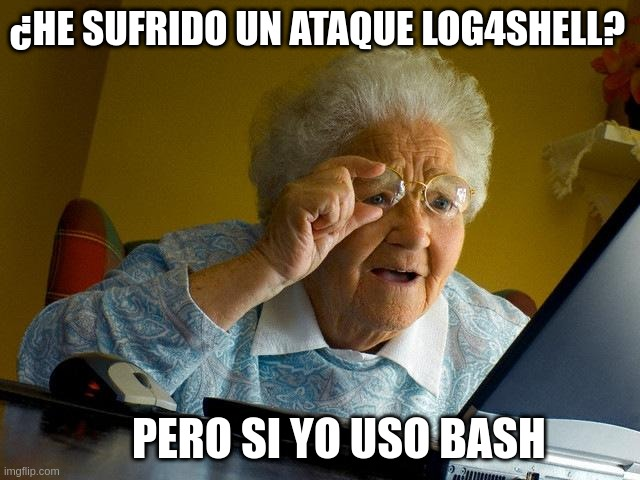 ¿HE SUFRIDO UN ATAQUE LOG4SHELL?
PERO SI YO USO BASH
imgflip.com